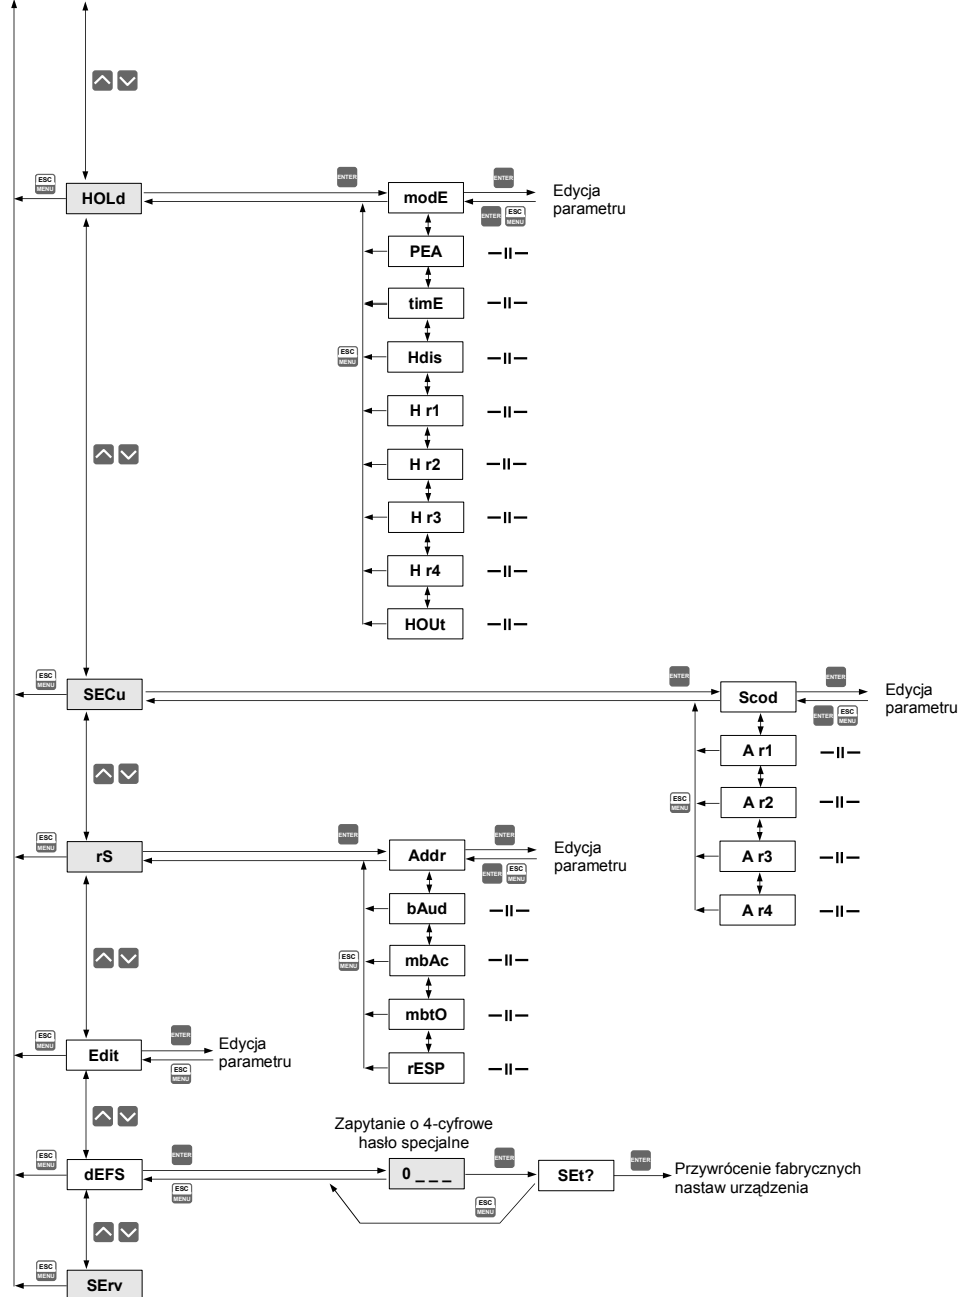 ESC
MENU
HOLd
ENTER
modE
ENTER
ENTER
ESC
MENU
Edycja
parametru
PEA
—II—
timE
—II—
ESC
MENU
Hdis
—II—
H r1
—II—
H r2
—II—
H r3
—II—
H r4
—II—
HOUt
—II—
ESC
MENU
SECu
ENTER
Scod
ENTER
ENTER
ESC
MENU
Edycja
parametru
A r1
—II—
ESC
MENU
A r2
—II—
A r3
—II—
A r4
—II—
ESC
MENU
rS
ENTER
Addr
ENTER
ENTER
ESC
MENU
Edycja
parametru
bAud
—II—
ESC
MENU
mbAc
—II—
mbtO
—II—
rESP
—II—
ESC
MENU
Edit
ENTER
ESC
MENU
Edycja
parametru
ESC
MENU
dEFS
ENTER
ESC
MENU
Zapytanie o 4-cyfrowe
hasło specjalne
0 _ _ _
ENTER
ESC
MENU
SEt?
ENTER
Przywrócenie fabrycznych
nastaw urządzenia
ESC
MENU
SErv